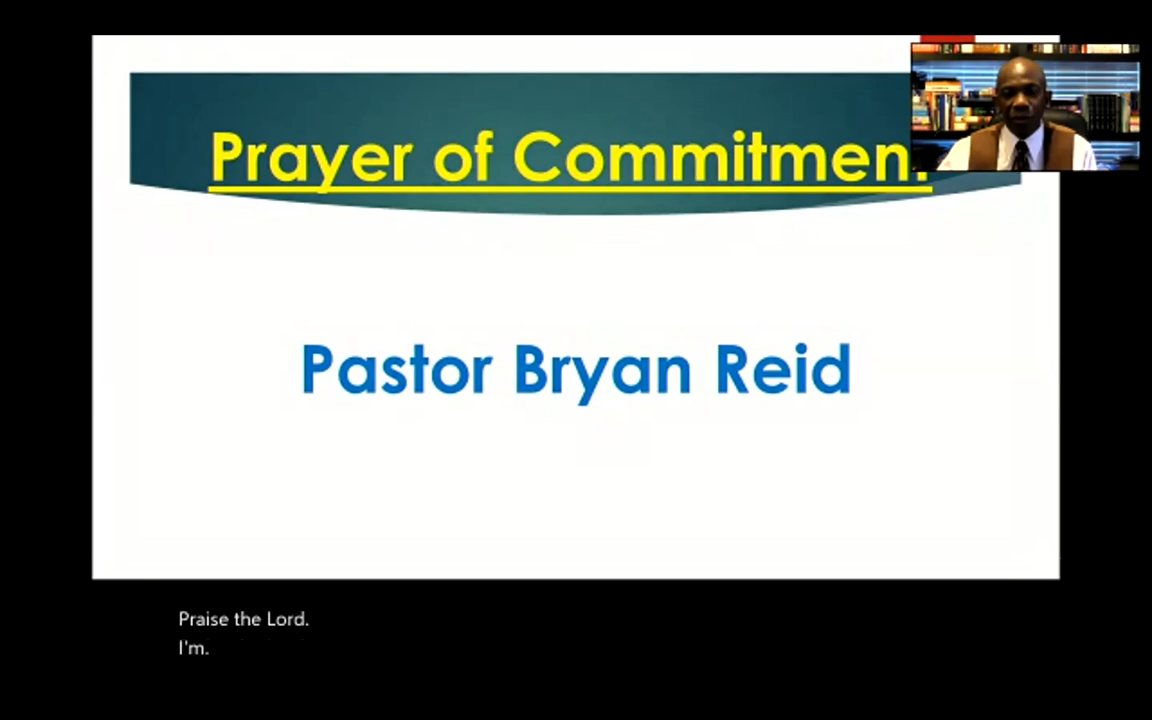 Prayer of Commitment
Pastor Bryan Reid
Praise the Lord.
I'm.